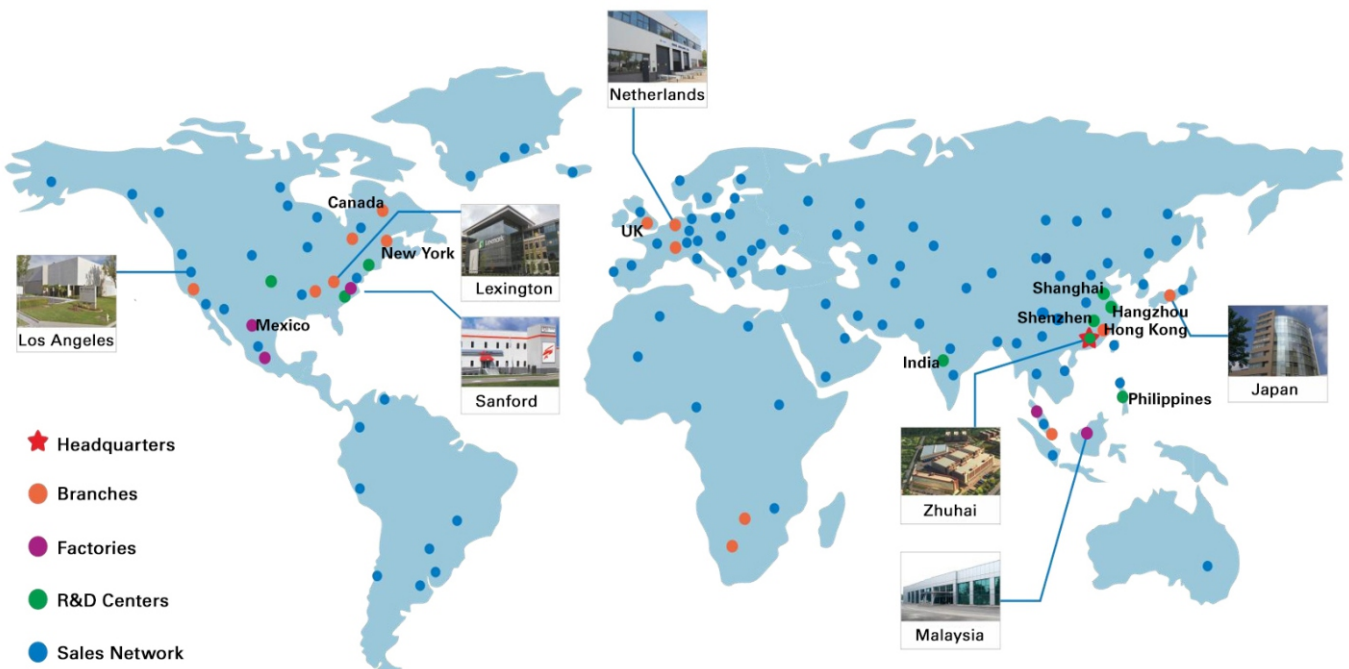 Netherlands
Canada
UK
New York
Lexington
Los Angeles
Mexico
Sanford
Shanghai
Hangzhou
Shenzhen
Hong Kong
India
Philippines
Japan
Zhuhai
Malaysia
Headquarters
Branches
Factories
R&D Centers
Sales Network